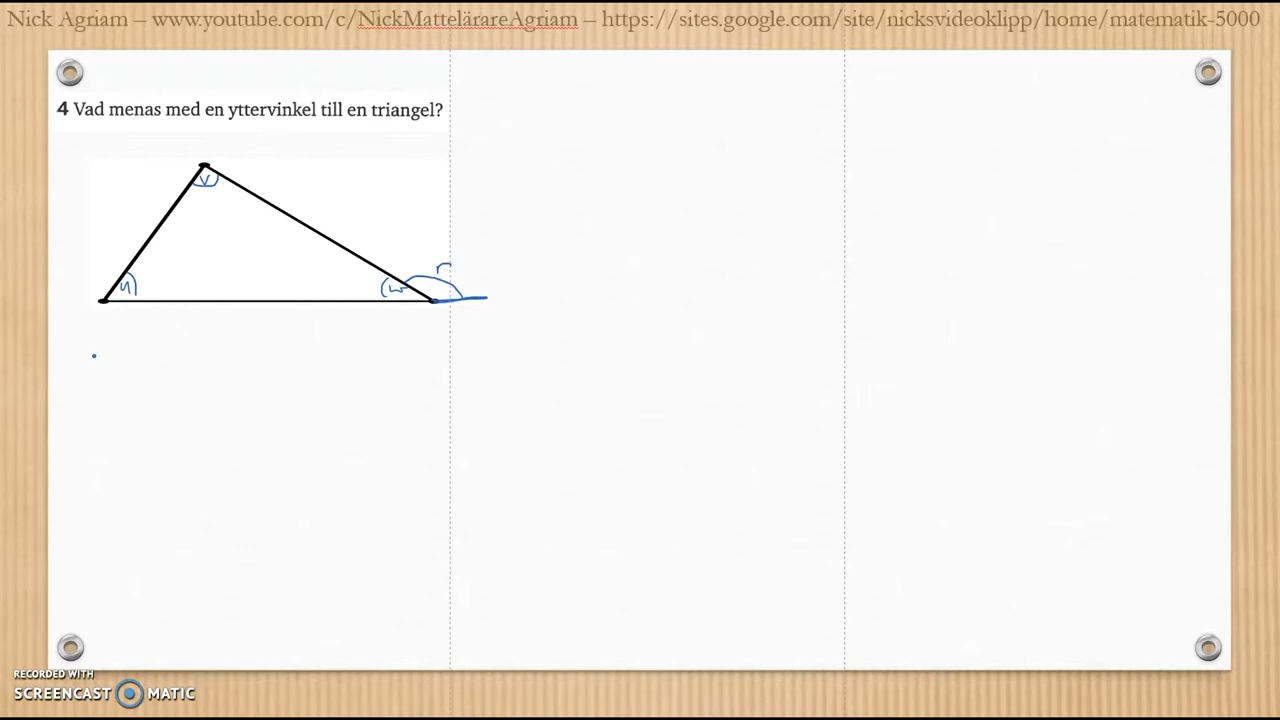 Nick Agriam – www.youtube.com/c/NickMattelärareAgriam – https://sites.google.com/site/nicksvideoklipp/home/matematik-5000
4 Vad menas med en yttervinkel till en triangel?
v
r
u
w
RECORDED WITH
SCREENCAST MATIC